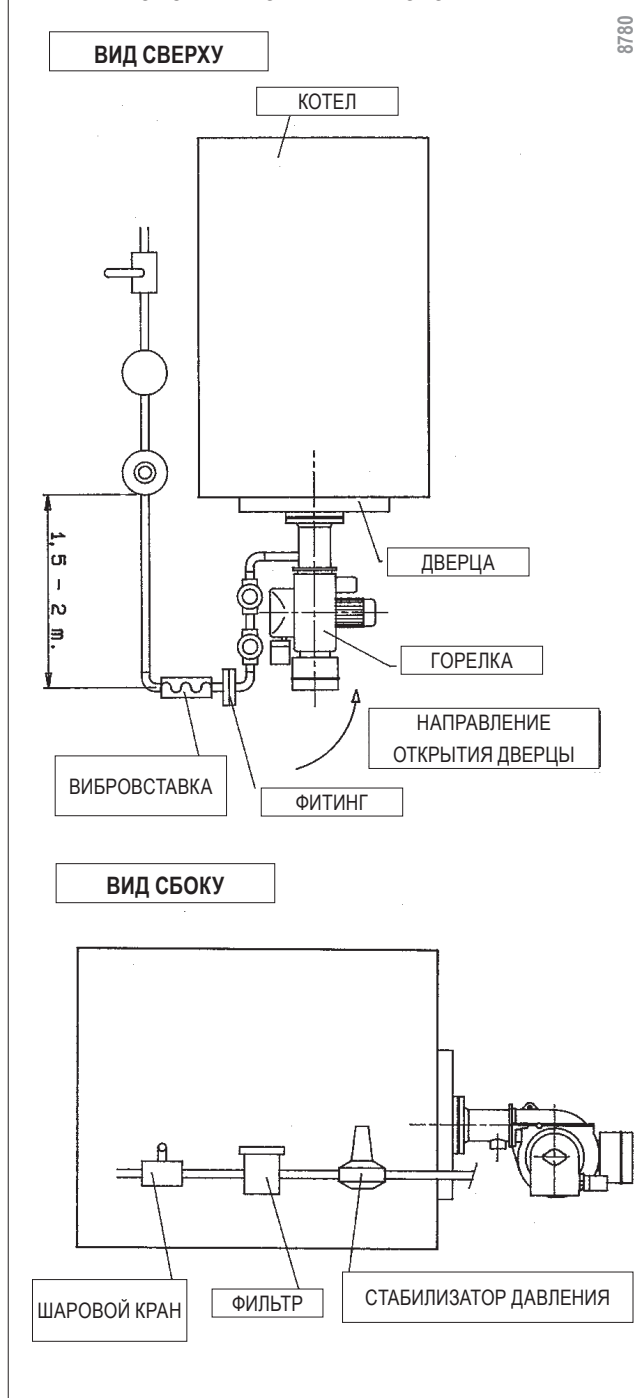 8780
ВИД СВЕРХУ
КОТЕЛ
1,5 - 2 m.
ДВЕРЦА
ГОРЕЛКА
НАПРАВЛЕНИЕ
ОТКРЫТИЯ ДВЕРЦЫ
ВИБРОВСТАВКА
ФИТИНГ
ВИД СБОКУ
ШАРОВОЙ КРАН
ФИЛЬТР
СТАБИЛИЗАТОР ДАВЛЕНИЯ